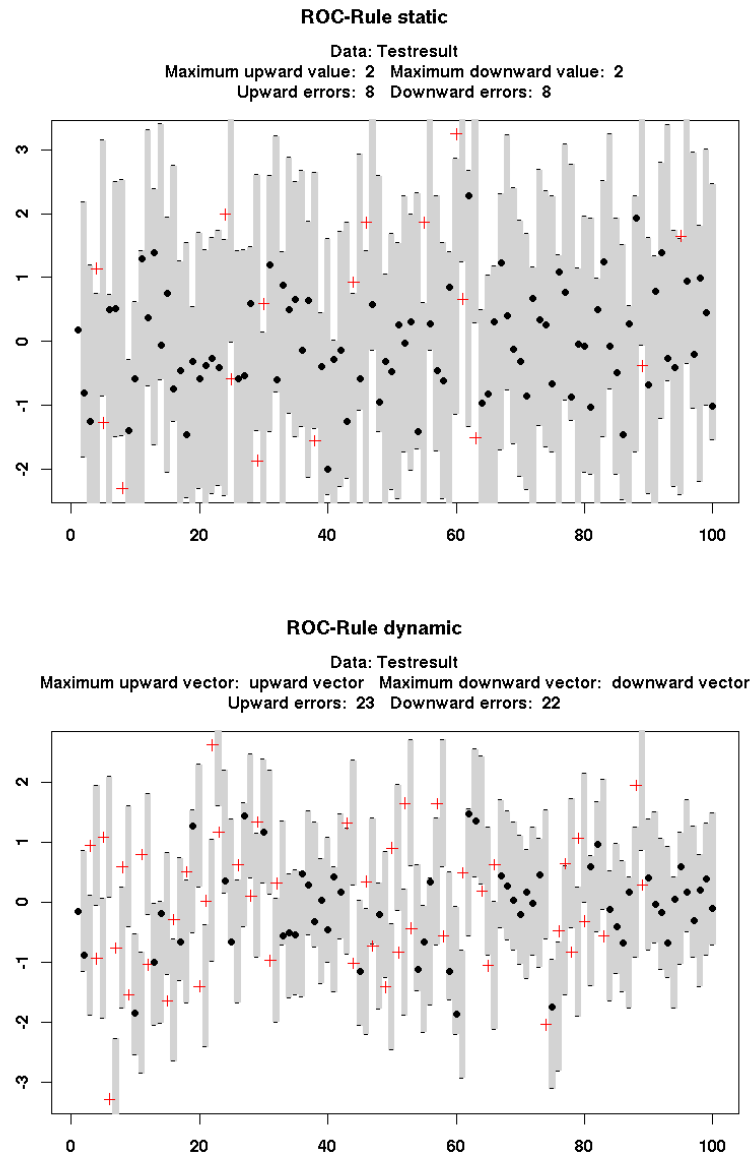 ROC-Rule static
Data: Testresult
Maximum upward value: 2 Maximum downward value: 2
Upward errors: 8 Downward errors: 8
3
2
1
0
-1
-2
0 20 40 60 80 100
ROC-Rule dynamic
Data: Testresult
Maximum upward vector: upward vector Maximum downward vector: downward vector
Upward errors: 23 Downward errors: 22
2
1
0
-1
-2
-3
0 20 40 60 80 100